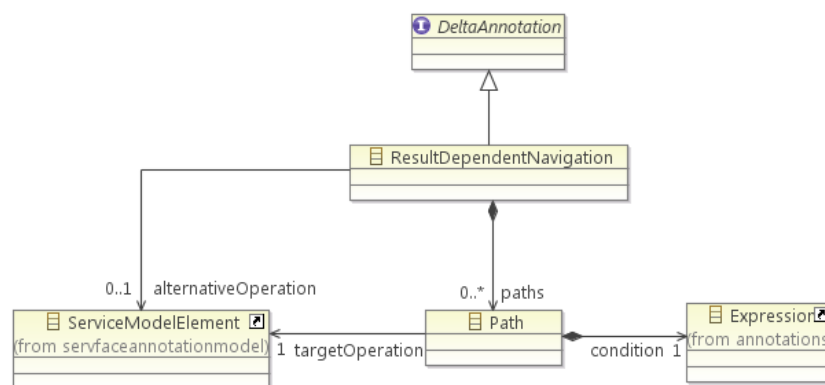 I DeltaAnnotation
ResultDependentNavigation
0..1 alternativeOperation
0..* paths
ServiceModelElement
(from servfaceannotationmodel)
1 targetOperation
Path
condition 1
Expression
(from annotations